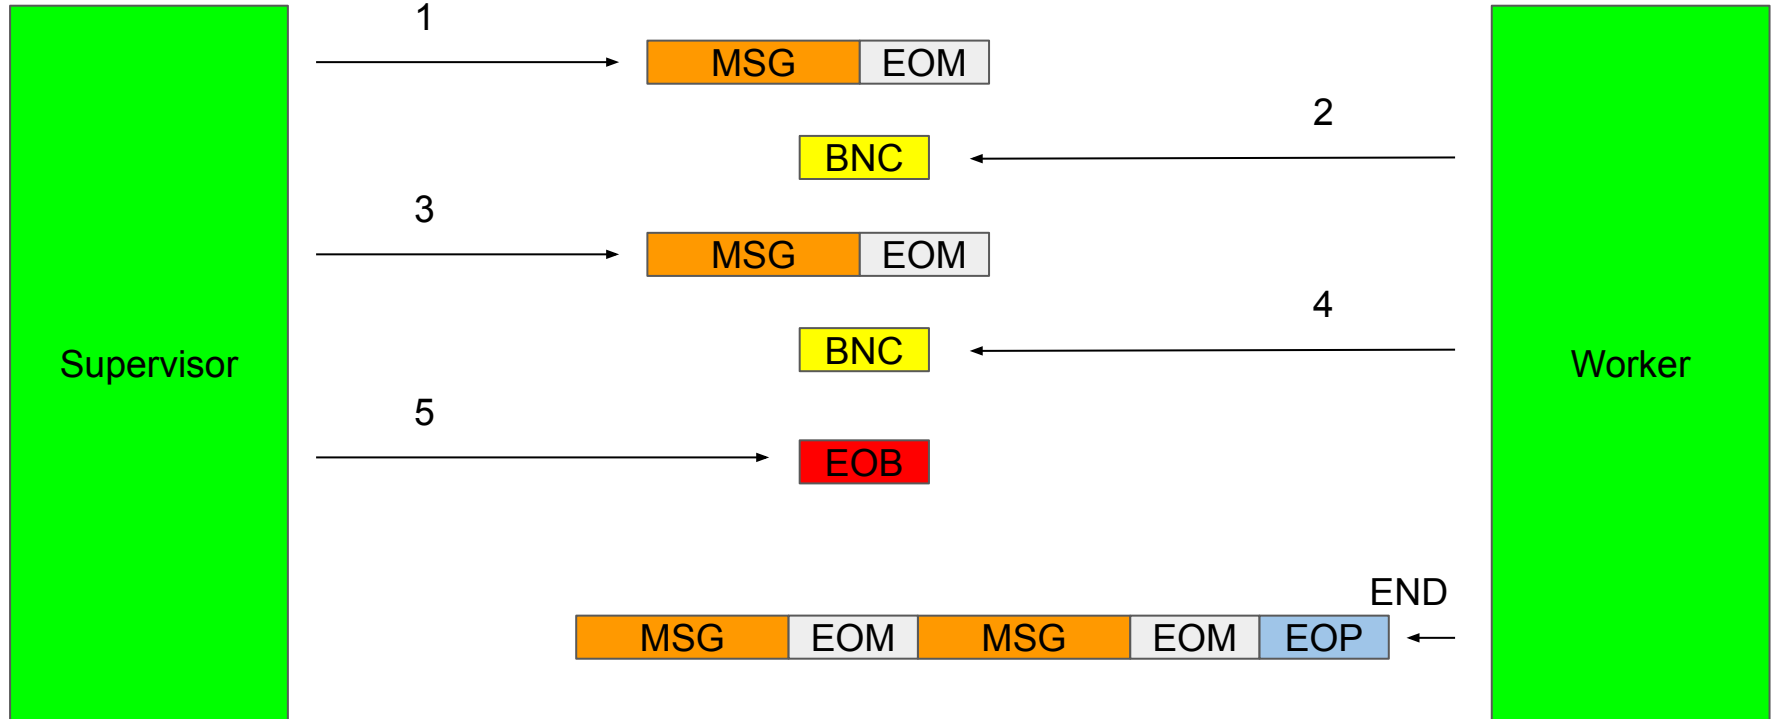 1
MSG EOM
2
BNC
3
MSG EOM
4
BNC
Supervisor
Worker
5
EOB
END
MSG EOM MSG EOM EOP